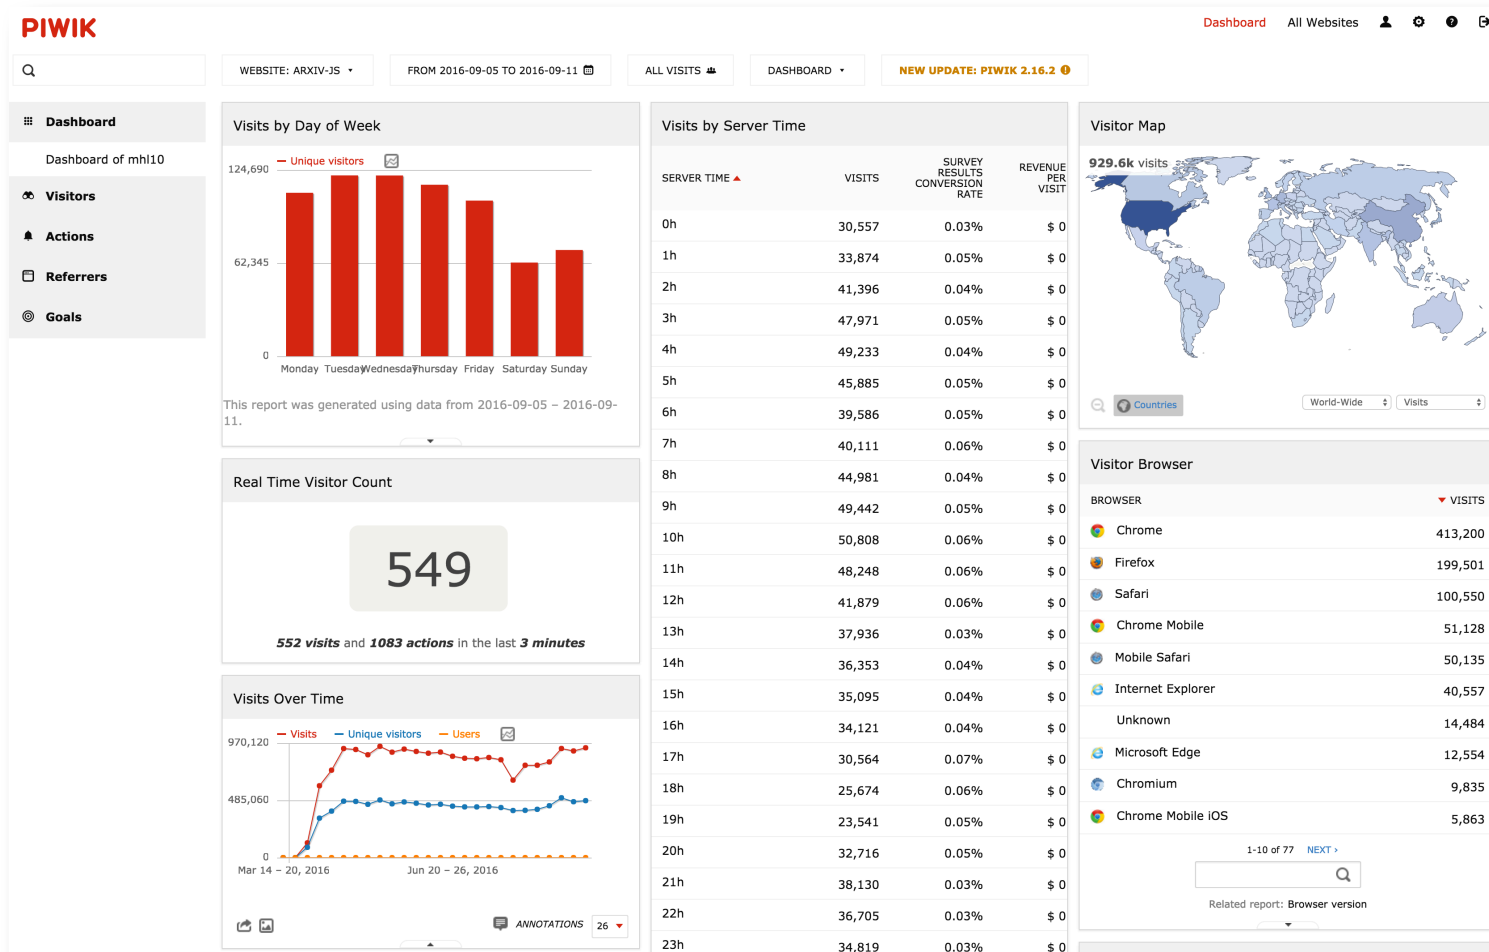 PIWIK
Dashboard All Websites
WEBSITE: ARXIV-JS FROM 2016-09-05 TO 2016-09-11 ALL VISITS DASHBOARD NEW UPDATE: PIWIK 2.16.2
Dashboard
Dashboard of mhl10
Visitors
Actions
Referrers
Goals
Visits by Day of Week
Unique visitors
124,690
62,345
0
Monday Tuesday Wednesday Thursday Friday Saturday Sunday
This report was generated using data from 2016-09-05 – 2016-09-
11.
Real Time Visitor Count
549
552 visits and 1083 actions in the last 3 minutes
Visits Over Time
Visits Unique visitors Users
970,120
485,060
0
Mar 14 – 20, 2016 Jun 20 – 26, 2016
ANNOTATIONS 26
Visits by Server Time
SERVER TIME VISITS SURVEY RESULTS CONVERSION RATE REVENUE PER VISIT
0h 30,557 0.03% $ 0
1h 33,874 0.05% $ 0
2h 41,396 0.04% $ 0
3h 47,971 0.05% $ 0
4h 49,233 0.04% $ 0
5h 45,885 0.05% $ 0
6h 39,586 0.05% $ 0
7h 40,111 0.06% $ 0
8h 44,981 0.04% $ 0
9h 49,442 0.05% $ 0
10h 50,808 0.06% $ 0
11h 48,248 0.06% $ 0
12h 41,879 0.06% $ 0
13h 37,936 0.03% $ 0
14h 36,353 0.04% $ 0
15h 35,095 0.04% $ 0
16h 34,121 0.04% $ 0
17h 30,564 0.07% $ 0
18h 25,674 0.06% $ 0
19h 23,541 0.05% $ 0
20h 32,716 0.05% $ 0
21h 38,130 0.03% $ 0
22h 36,705 0.03% $ 0
23h 34,819 0.03% $ 0
Visitor Map
929.6k visits
Countries World-Wide Visits
Visitor Browser
BROWSER VISITS
Chrome 413,200
Firefox 199,501
Safari 100,550
Chrome Mobile 51,128
Mobile Safari 50,135
Internet Explorer 40,557
Unknown 14,484
Microsoft Edge 12,554
Chromium 9,835
Chrome Mobile iOS 5,863
1-10 of 77 NEXT ›
Related report: Browser version